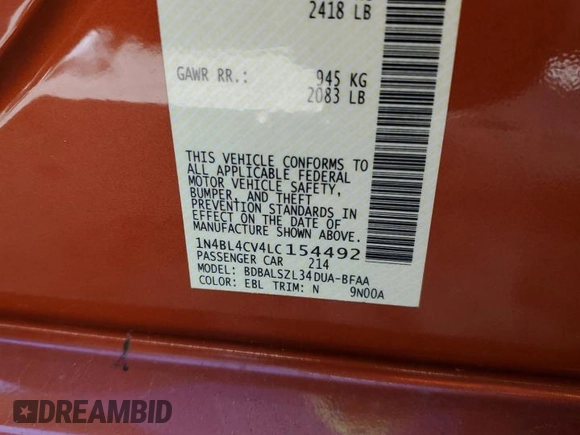 2418 LB
GAWR RR.: 945 KG
2083 LB
THIS VEHICLE CONFORMS TO
ALL APPLICABLE FEDERAL
MOTOR VEHICLE SAFETY,
BUMPER, AND THEFT
PREVENTION STANDARDS IN
EFFECT ON THE DATE OF
MANUFACTURE SHOWN ABOVE.
1N4BL4CV4LC154492
PASSENGER CAR 214
MODEL: BDBALSZL34DUA-BFAA
COLOR: EBL TRIM: N 9N00A
DREAMBID